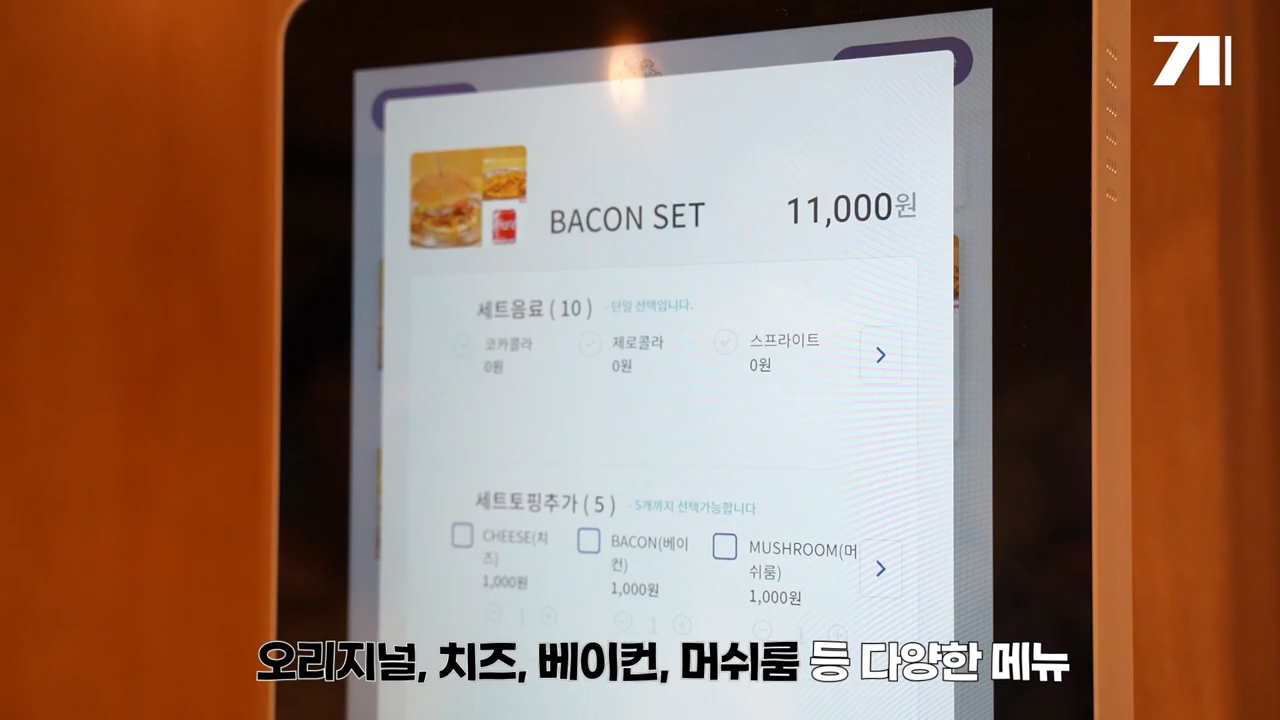 BACON SET
11,000원
세트음료 ( 10 ) - 단일 선택입니다.
코카콜라
0원
제로콜라
0원
스프라이트
0원
세트토핑추가 ( 5 ) - 5개까지 선택가능합니다
CHEESE(치
즈)
1,000원
BACON(베이
컨)
1,000원
MUSHROOM(머
쉬룸)
1,000원
1
1
1
오리지널, 치즈, 베이컨, 머쉬룸 등 다양한 메뉴